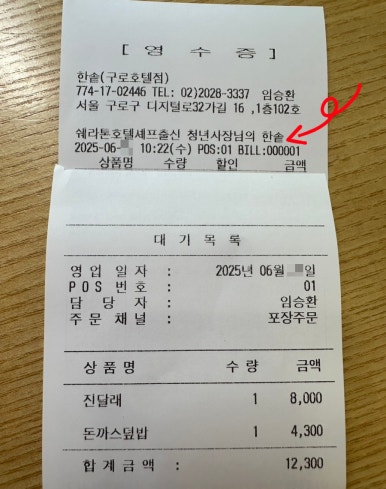 [ 영 수 증 ]
한솥(구로호텔점)
774-17-02446 TEL: 02)2028-3337 임승환
서울 구로구 디지털로32가길 16 ,1층102호
쉐라톤호텔셰프출신 청년사장님의 한솥
2025-06- 10:22(수) POS:01 BILL:000001
상품명 수량 할인 금액
대 기 목 록
영 업 일 자 : 2025년 06월 일
P O S 번 호 : 01
담 당 자 : 임승환
주 문 채 널 : 포장주문
상 품 명 수 량 금액
진달래 1 8,000
돈까스덮밥 1 4,300
합 계 금 액 : 12,300